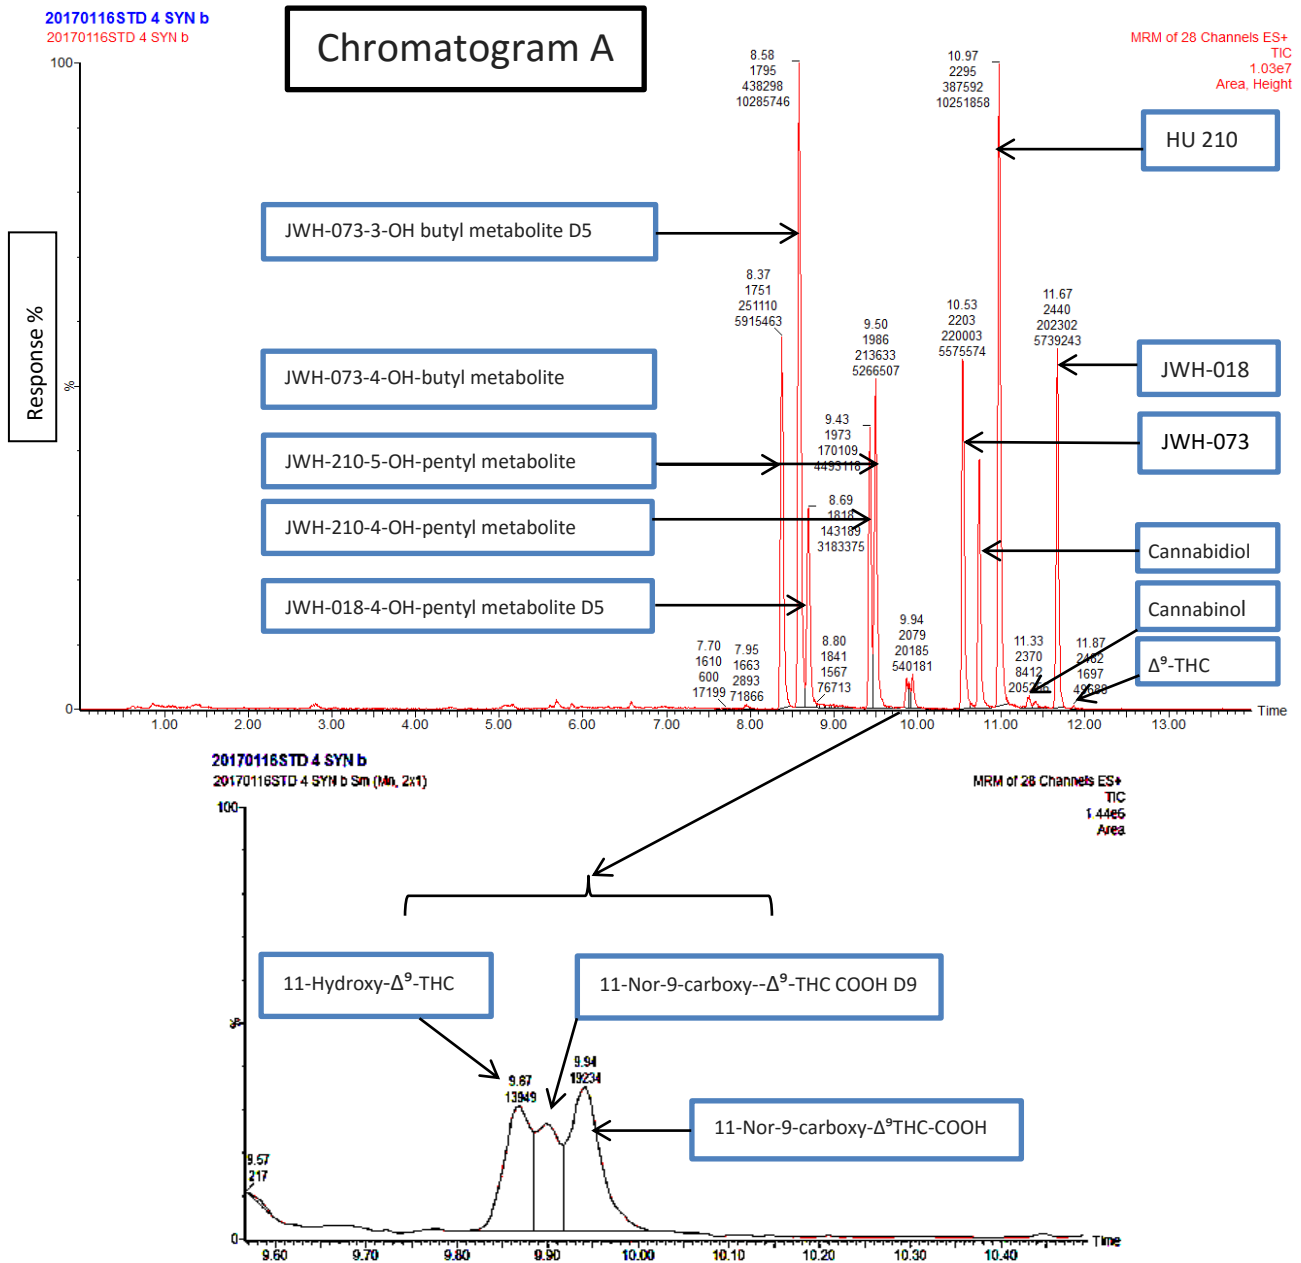 20170116STD 4 SYN b
20170116STD 4 SYN b
Chromatogram A
MRM of 28 Channels ES+
TIC
1.03e7
Area, Height
100
%
0
Response %
8.58
1795
438298
10285746
10.97
2295
387592
10251858
HU 210
JWH-073-3-OH butyl metabolite D5
8.37
1751
251110
5915463
9.50
1986
213633
5266507
10.53
2203
220003
5575574
11.67
2440
202302
5739243
JWH-018
JWH-073-4-OH-butyl metabolite
JWH-073
9.43
1973
170109
4493118
JWH-210-5-OH-pentyl metabolite
8.69
1818
143189
3183375
JWH-210-4-OH-pentyl metabolite
Cannabidiol
JWH-018-4-OH-pentyl metabolite D5
Cannabinol
7.70
1610
600
17199
7.95
1663
2893
71866
8.80
1841
1567
76713
9.94
2079
20185
540181
11.33
2370
8412
11.87
2482
1697
49688
Δ⁹-THC
1.00 2.00 3.00 4.00 5.00 6.00 7.00 8.00 9.00 10.00 11.00 12.00 13.00 Time
20170116STD 4 SYN b
20170116STD 4 SYN b Sm (Mn, 2x1)
MRM of 28 Channels ES+
TIC
Area
100
%
0
11-Hydroxy-Δ⁹-THC
11-Nor-9-carboxy--Δ⁹-THC COOH D9
13949
9.94
19234
11-Nor-9-carboxy-Δ⁹THC-COOH
9.57
217
9.60 9.70 9.80 9.90 10.00 10.10 10.20 10.30 10.40 Time